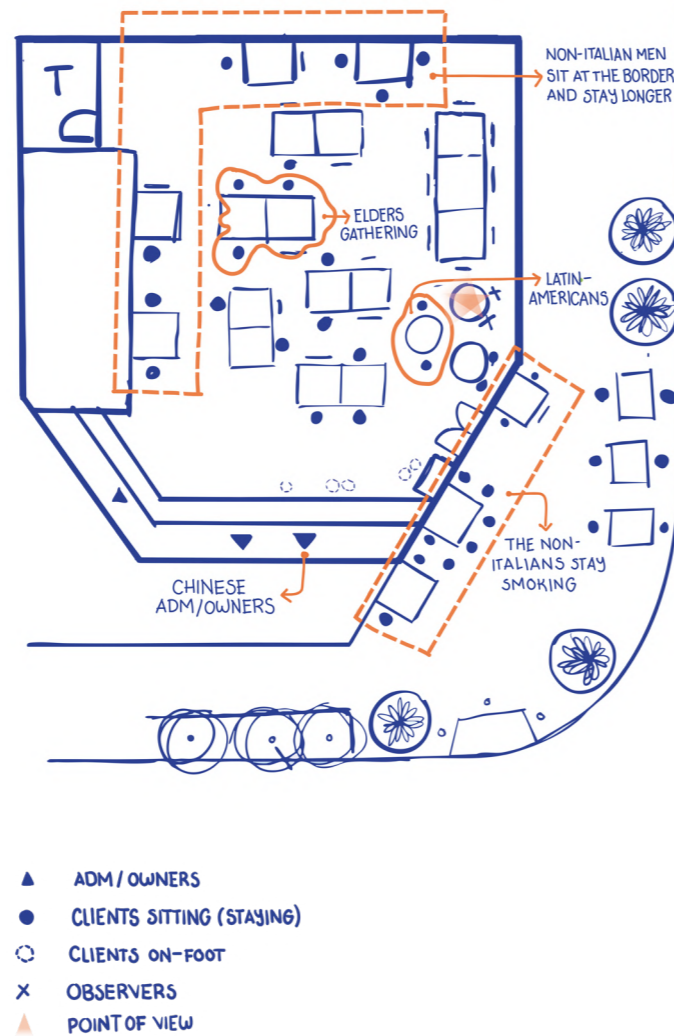 T
NON-ITALIAN MEN
SIT AT THE BORDER
AND STAY LONGER
ELDERS
GATHERING
LATIN-
AMERICANS
THE NON-
ITALIANS STAY
SMOKING
CHINESE
ADM/OWNERS
ADM/OWNERS
CLIENTS SITTING (STAYING)
CLIENTS ON-FOOT
OBSERVERS
POINT OF VIEW